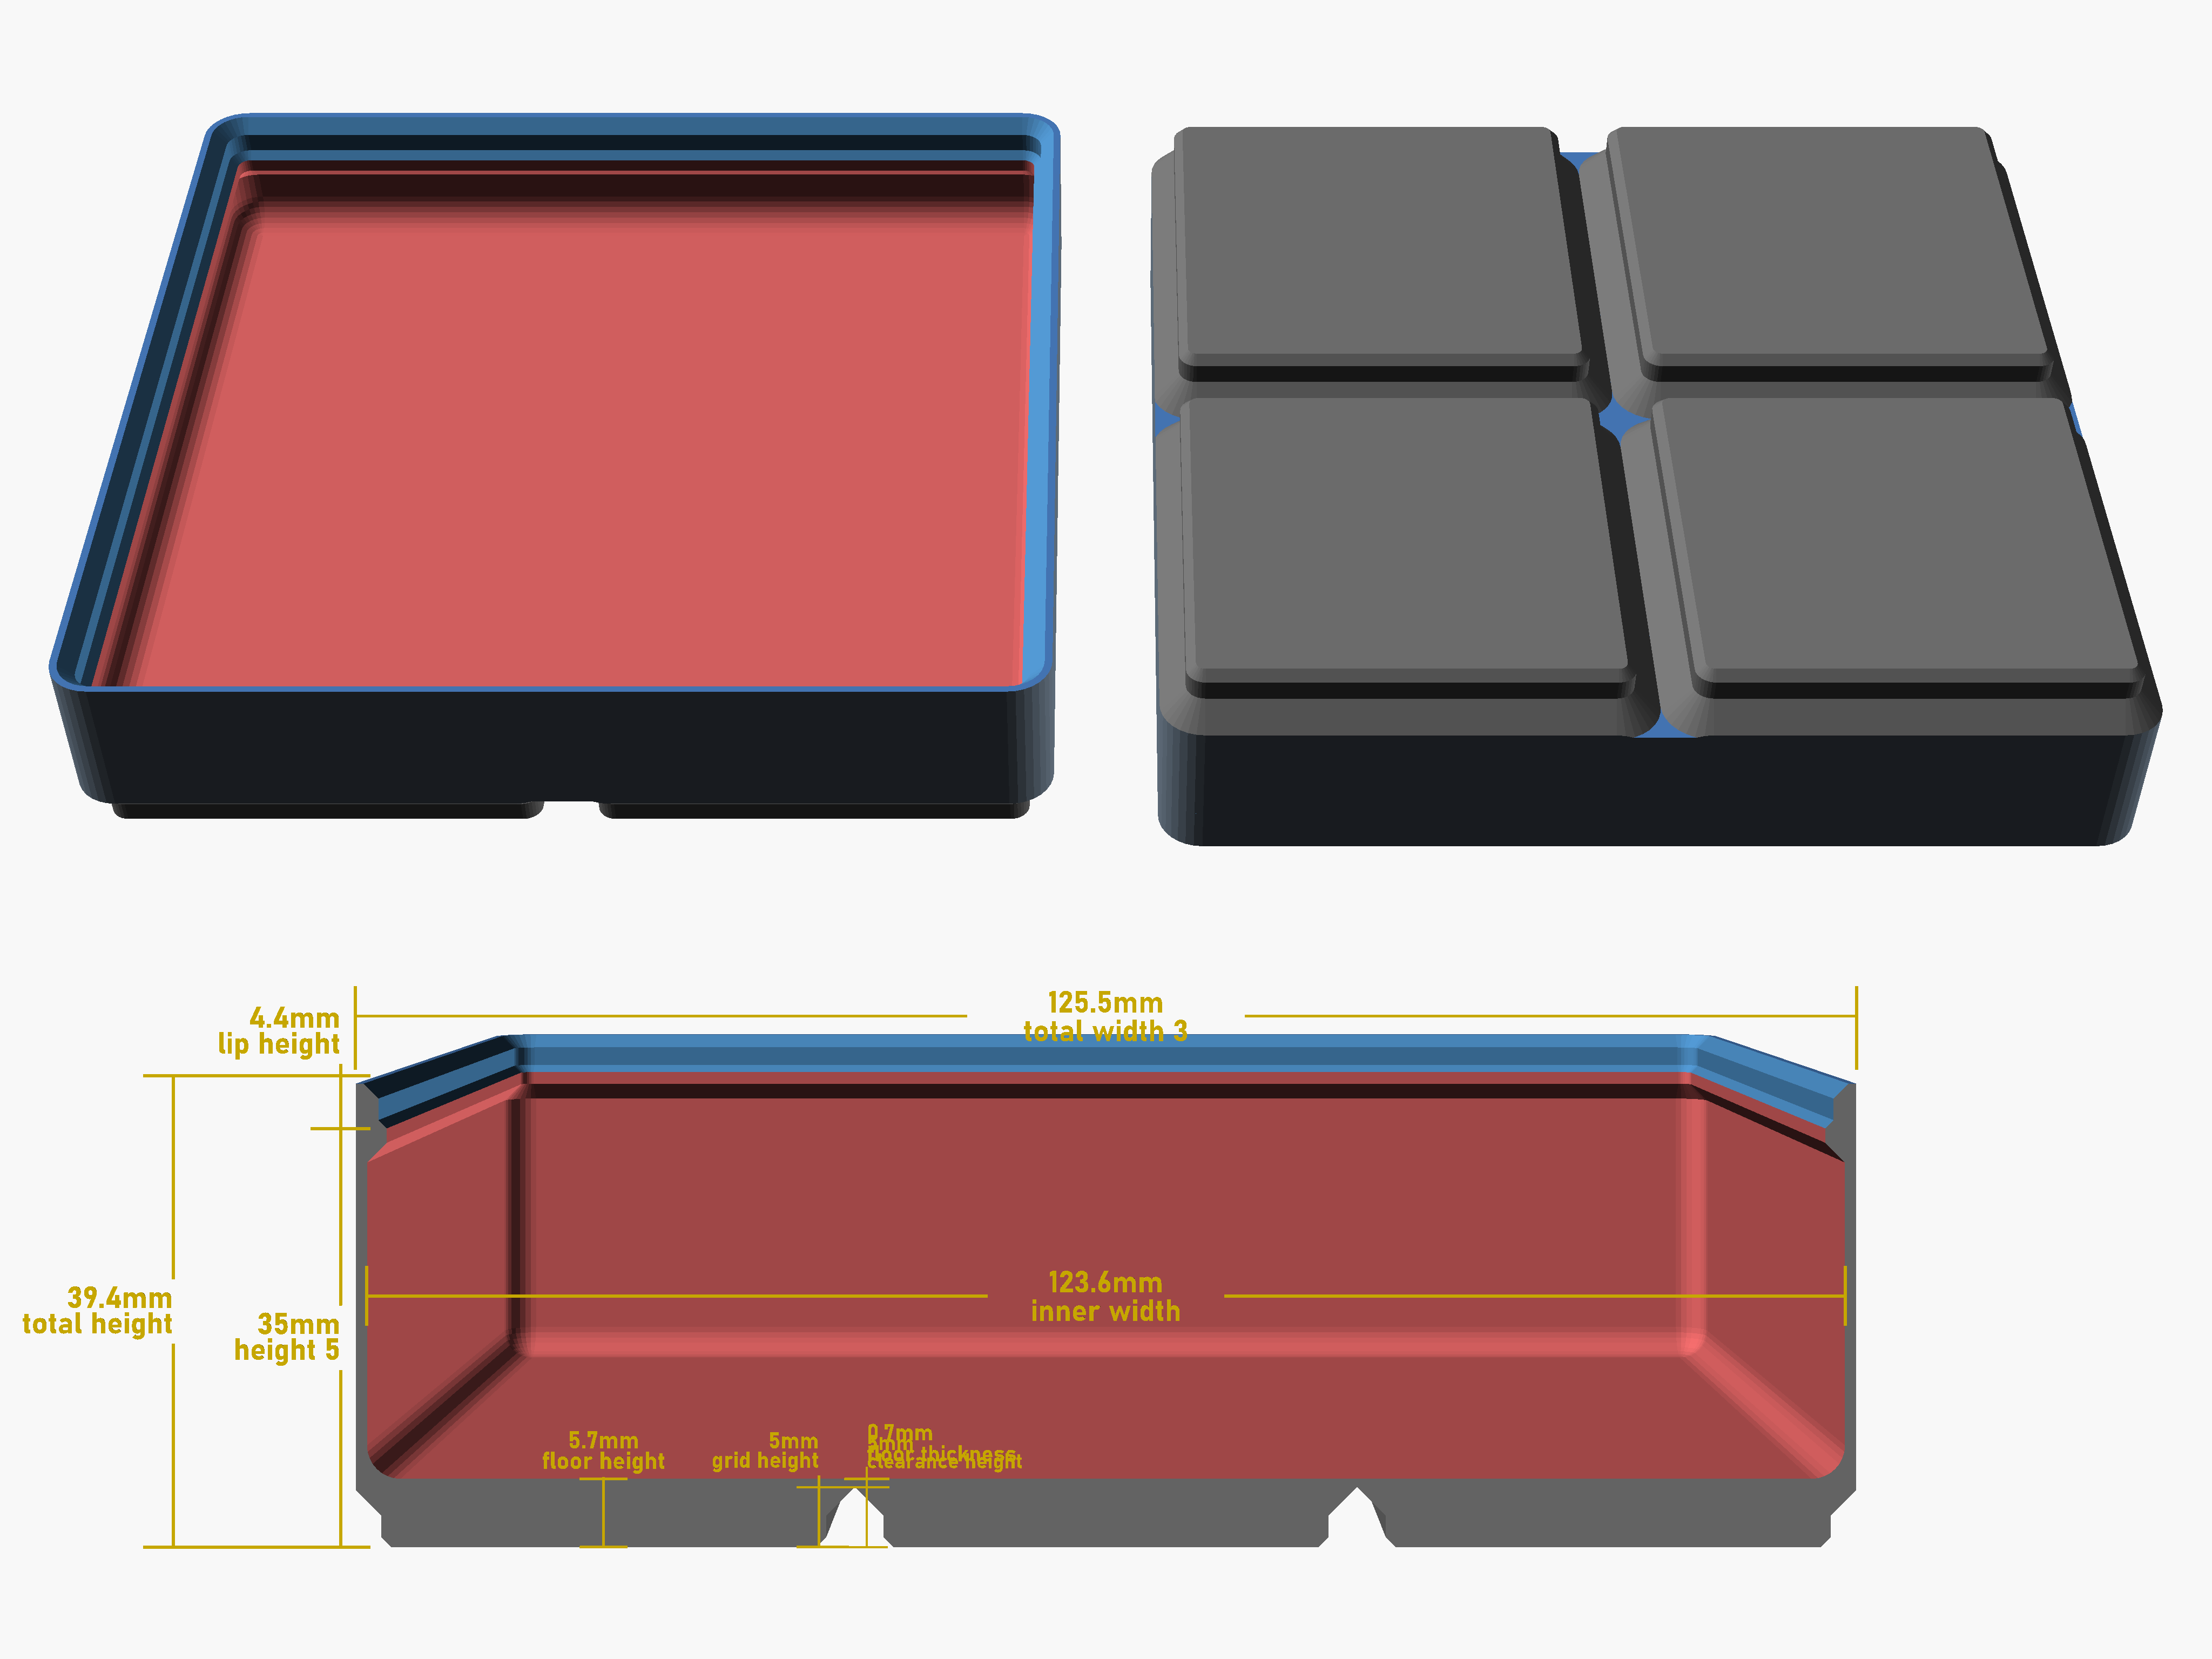 125.5mm
total width 3
4.4mm
lip height
39.4mm
total height
35mm
height 5
123.6mm
inner width
5.7mm
floor height
5mm
grid height
0.7mm
floor thickness
clearance height